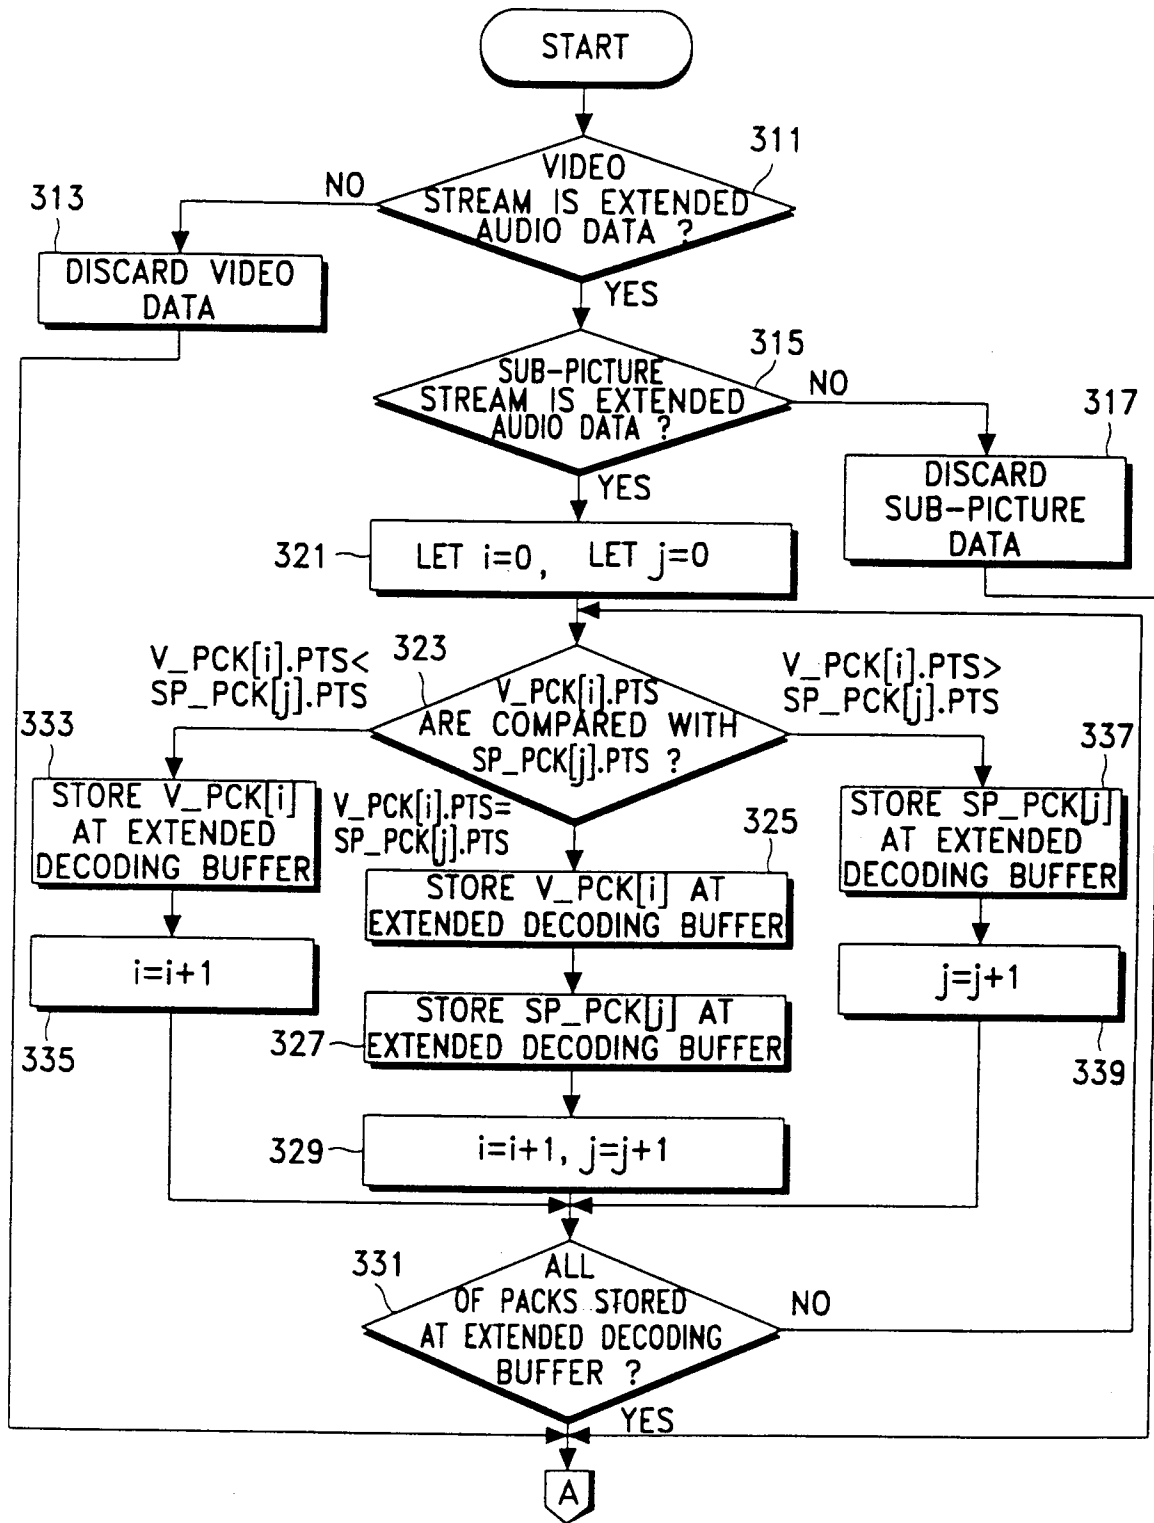 START
311
VIDEO
STREAM IS EXTENDED
AUDIO DATA ?
NO
313
DISCARD VIDEO
DATA
YES
315
SUB-PICTURE
STREAM IS EXTENDED
AUDIO DATA ?
NO
317
DISCARD
SUB-PICTURE
DATA
YES
321
LET i=0, LET j=0
323
V_PCK[i].PTS<
SP_PCK[j].PTS
V_PCK[i].PTS
ARE COMPARED WITH
SP_PCK[j].PTS ?
V_PCK[i].PTS>
SP_PCK[j].PTS
333
STORE V_PCK[i]
AT EXTENDED
DECODING BUFFER
V_PCK[i].PTS=
SP_PCK[j].PTS
325
STORE V_PCK[i] AT
EXTENDED DECODING BUFFER
337
STORE SP_PCK[j]
AT EXTENDED
DECODING BUFFER
i=i+1
335
327
STORE SP_PCK[j] AT
EXTENDED DECODING BUFFER
j=j+1
339
329
i=i+1, j=j+1
331
ALL
OF PACKS STORED
AT EXTENDED DECODING
BUFFER ?
NO
YES
A